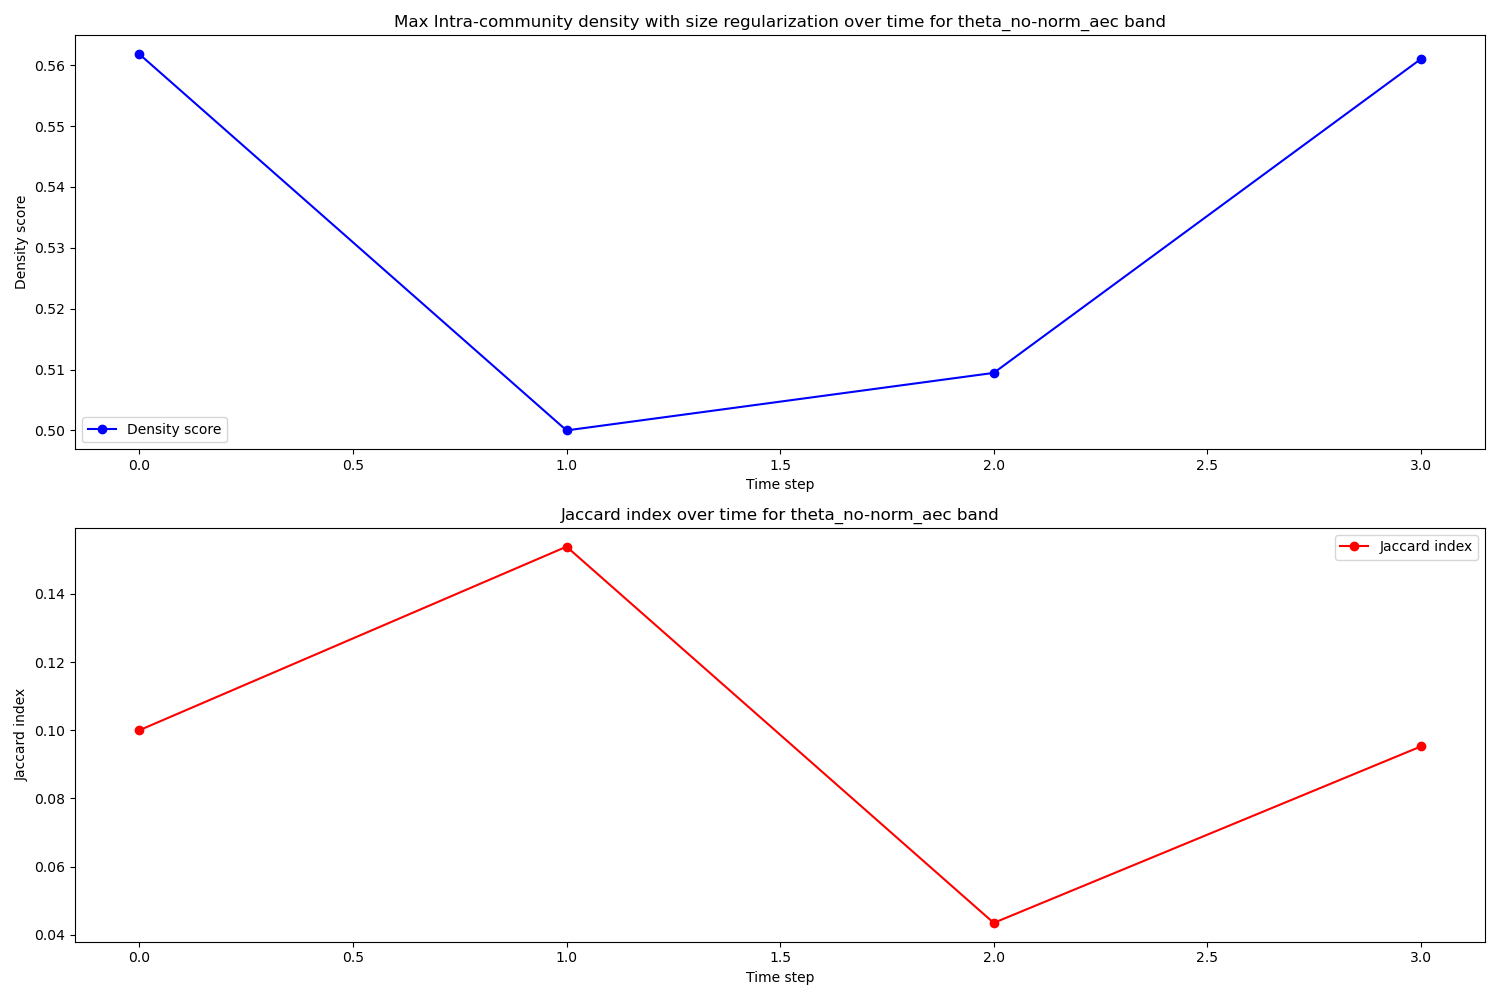 Max Intra-community density with size regularization over time for theta_no-norm_aec band
Density score
0.56
0.55
0.54
0.53
0.52
0.51
0.50
Density score
0.0 0.5 1.0 1.5 2.0 2.5 3.0
Time step
Jaccard index over time for theta_no-norm_aec band
Jaccard index
0.14
0.12
0.10
0.08
0.06
0.04
Jaccard index
0.0 0.5 1.0 1.5 2.0 2.5 3.0
Time step